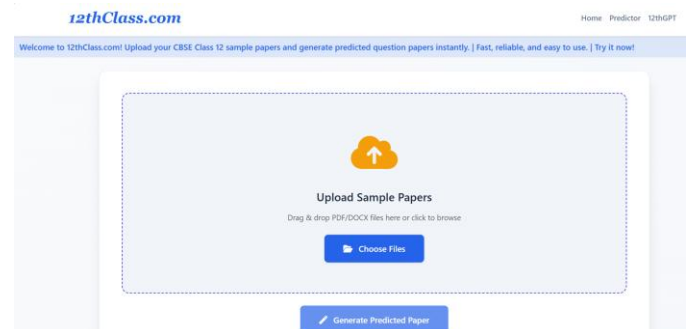 12thClass.com
Home Predictor 12thGPT
Welcome to 12thClass.com! Upload your CBSE Class 12 sample papers and generate predicted question papers instantly. | Fast, reliable, and easy to use. | Try it now!
Upload Sample Papers
Drag & drop PDF/DOCX files here or click to browse
Choose Files
Generate Predicted Paper